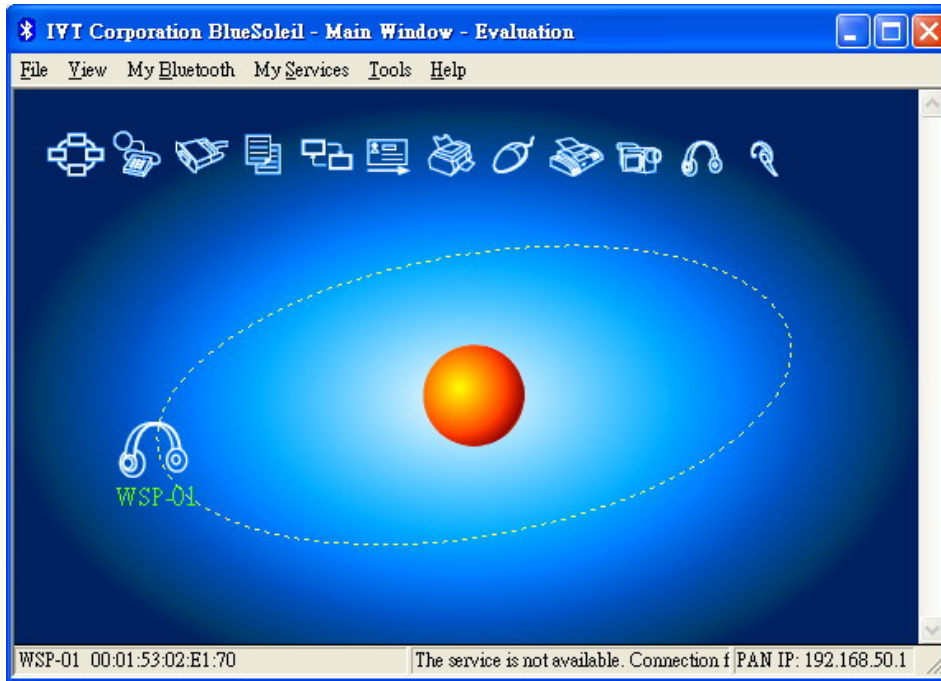 IVT Corporation BlueSoleil - Main Window - Evaluation
File View My Bluetooth My Services Tools Help
WSP-01
WSP-01 00:01:53:02:E1:70 The service is not available. Connection f PAN IP: 192.168.50.1